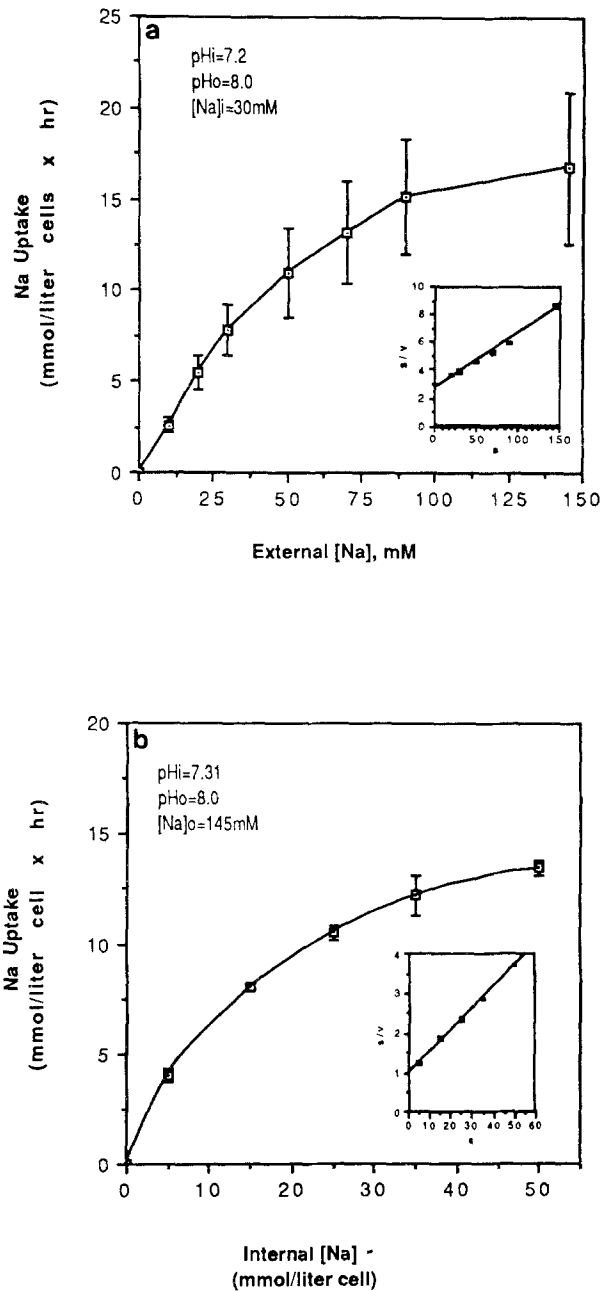 a
pHi=7.2
pHo=8.0
[Na]i=30mM
Na Uptake
(mmol/liter cells x hr)
25
20
15
10
5
0
0 25 50 75 100 125 150
External [Na], mM
s / v
10
8
6
4
2
0
0 50 100 150
s
b
pHi=7.31
pHo=8.0
[Na]o=145mM
Na Uptake
(mmol/liter cell x hr)
20
15
10
5
0
0 10 20 30 40 50
Internal [Na] -
(mmol/liter cell)
s / v
4
3
2
1
0
0 10 20 30 40 50 60
s